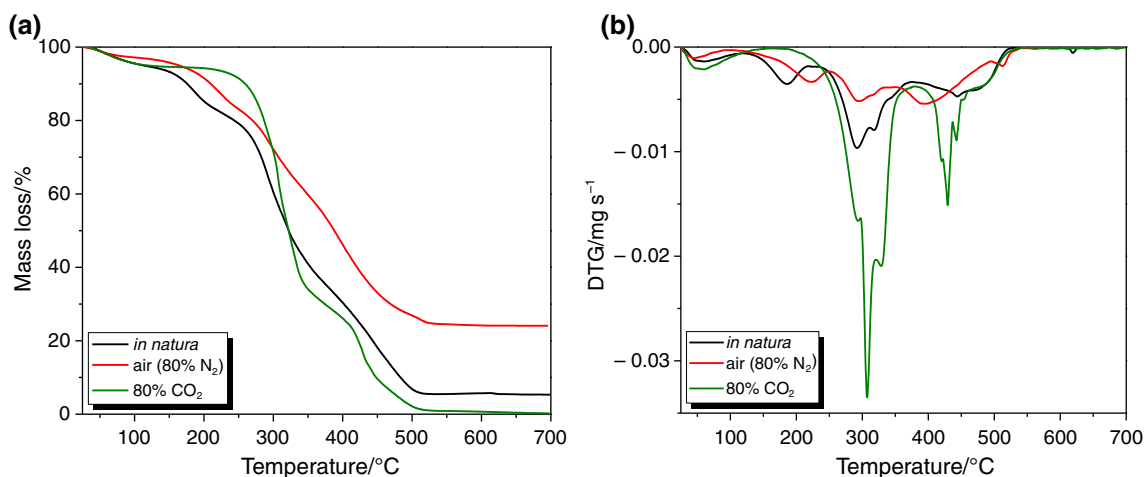 (a)
100
80
60
40
20
0
Mass loss/%
in natura
air (80% N₂)
80% CO₂
100 200 300 400 500 600 700
Temperature/°C
(b)
0.00
−0.01
−0.02
−0.03
DTG/mg s⁻¹
in natura
air (80% N₂)
80% CO₂
100 200 300 400 500 600 700
Temperature/°C